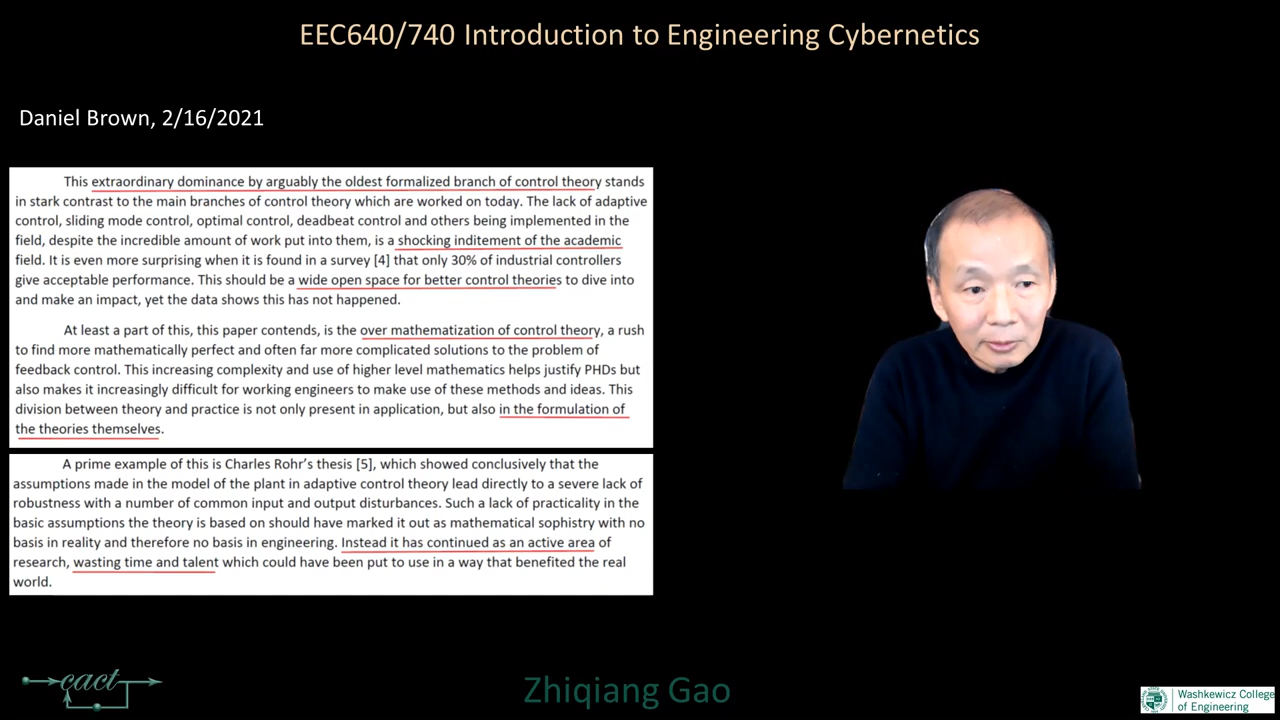 EEC640/740 Introduction to Engineering Cybernetics
Daniel Brown, 2/16/2021
This extraordinary dominance by arguably the oldest formalized branch of control theory stands
in stark contrast to the main branches of control theory which are worked on today. The lack of adaptive
control, sliding mode control, optimal control, deadbeat control and others being implemented in the
field, despite the incredible amount of work put into them, is a shocking inditement of the academic
field. It is even more surprising when it is found in a survey [4] that only 30% of industrial controllers
give acceptable performance. This should be a wide open space for better control theories to dive into
and make an impact, yet the data shows this has not happened.
At least a part of this, this paper contends, is the over mathematization of control theory, a rush
to find more mathematically perfect and often far more complicated solutions to the problem of
feedback control. This increasing complexity and use of higher level mathematics helps justify PHDs but
also makes it increasingly difficult for working engineers to make use of these methods and ideas. This
division between theory and practice is not only present in application, but also in the formulation of
the theories themselves.
A prime example of this is Charles Rohr's thesis [5], which showed conclusively that the
assumptions made in the model of the plant in adaptive control theory lead directly to a severe lack of
robustness with a number of common input and output disturbances. Such a lack of practicality in the
basic assumptions the theory is based on should have marked it out as mathematical sophistry with no
basis in reality and therefore no basis in engineering. Instead it has continued as an active area of
research, wasting time and talent which could have been put to use in a way that benefited the real
world.
cact
Zhiqiang Gao
Washkewicz College
of Engineering